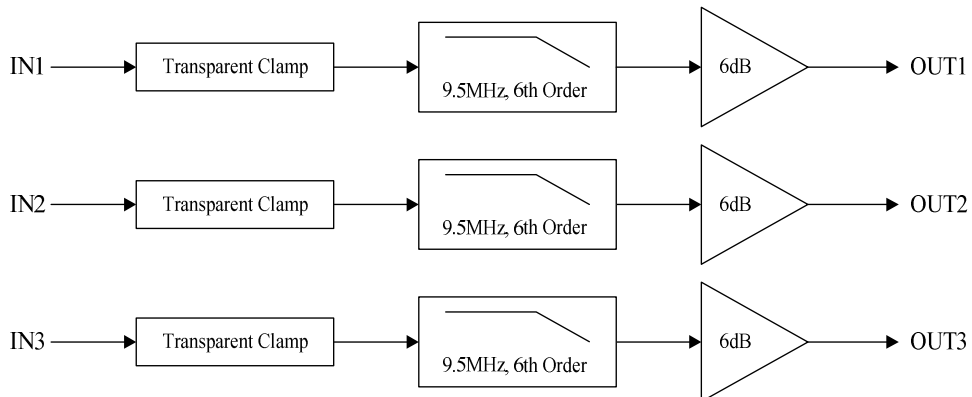 IN1
Transparent Clamp
9.5MHz, 6th Order
6dB
OUT1
IN2
Transparent Clamp
9.5MHz, 6th Order
6dB
OUT2
IN3
Transparent Clamp
9.5MHz, 6th Order
6dB
OUT3